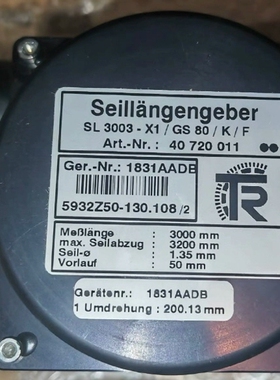 Seillängengeber
SL 3003 - X1 / GS 80 / K / F
Art.-Nr.: 40 720 011
Ger.-Nr.: 1831AADB
5932Z50-130.108 /2
TR
Meßlänge 3000 mm
max. Seilabzug 3200 mm
Seil-ø 1.35 mm
Vorlauf 50 mm
Gerätenr.: 1831AADB
1 Umdrehung : 200.13 mm